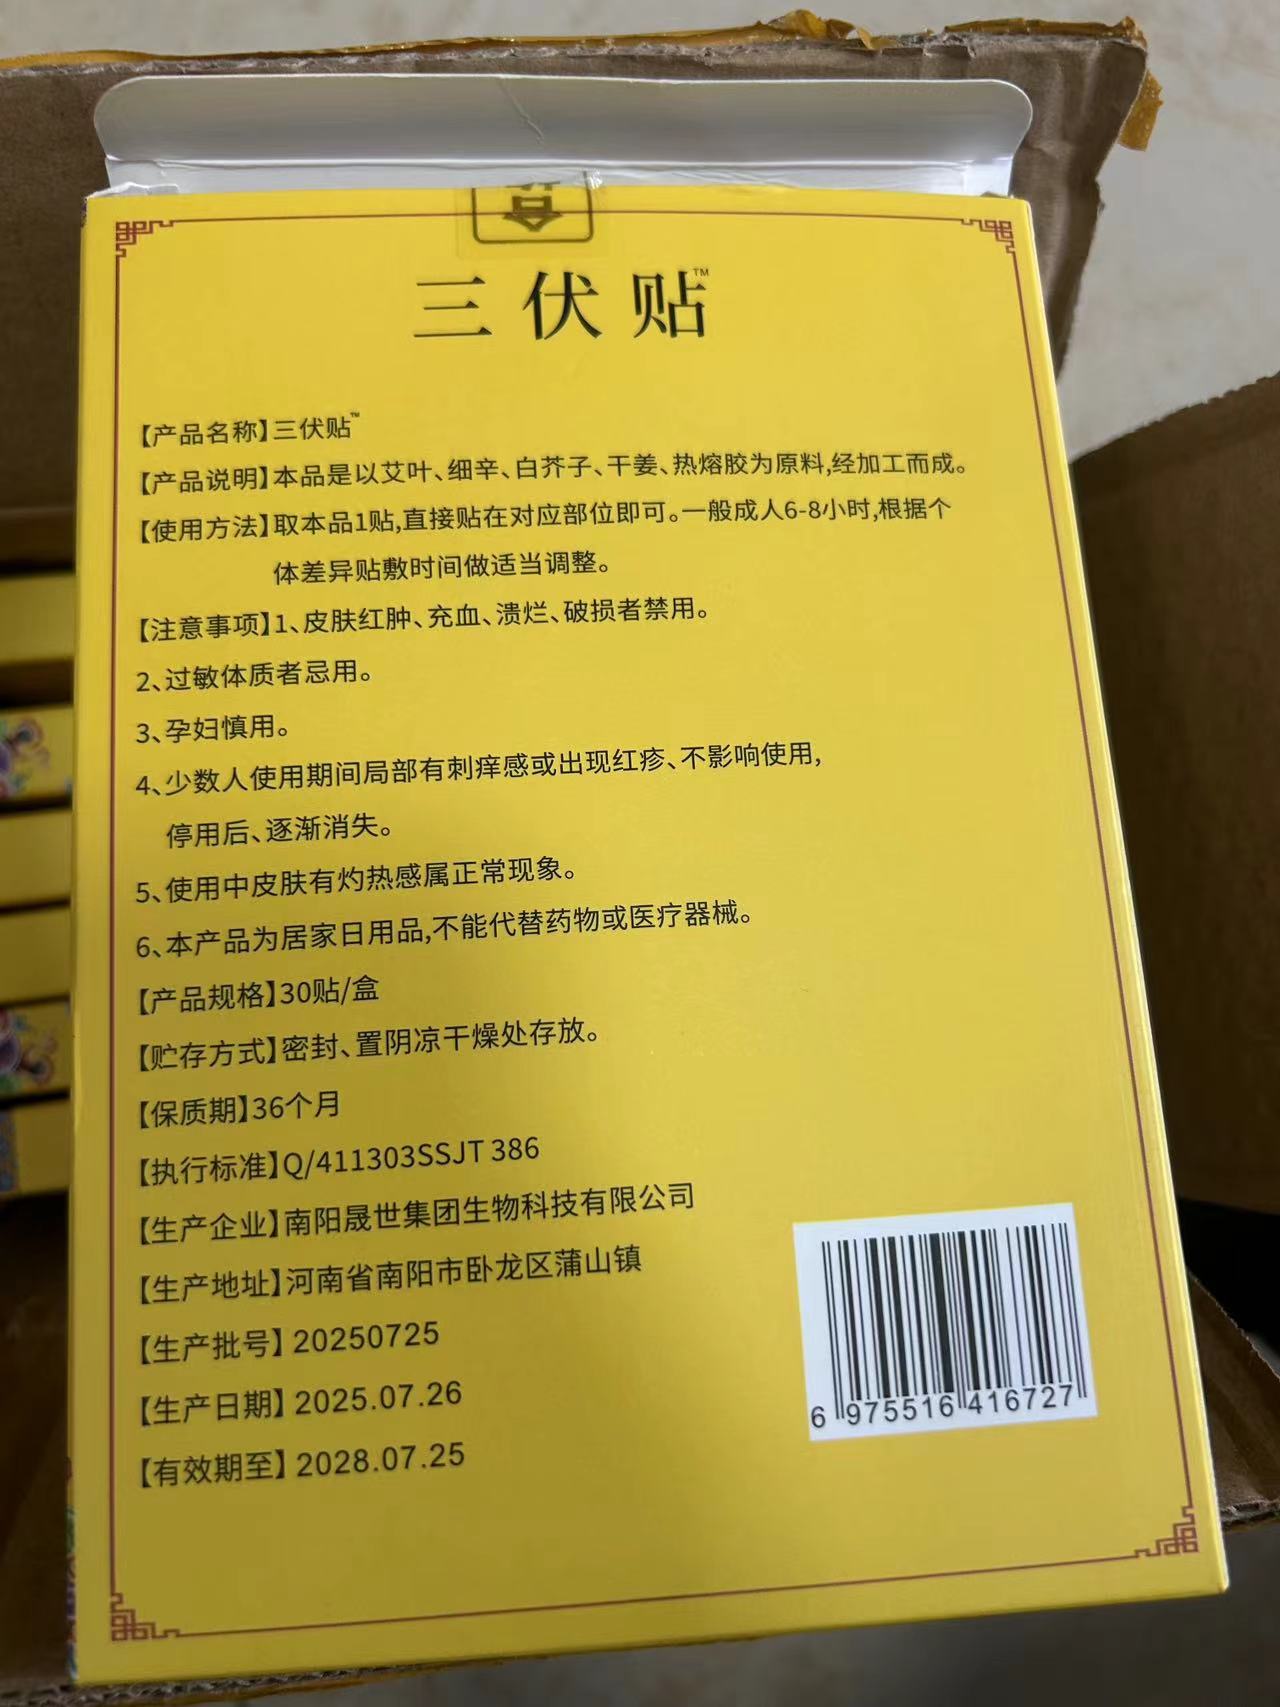 合
三伏贴™
【产品名称】三伏贴™
【产品说明】本品是以艾叶、细辛、白芥子、干姜、热熔胶为原料,经加工而成。
【使用方法】取本品1贴,直接贴在对应部位即可。一般成人6-8小时,根据个
体差异贴敷时间做适当调整。
【注意事项】1、皮肤红肿、充血、溃烂、破损者禁用。
2、过敏体质者忌用。
3、孕妇慎用。
4、少数人使用期间局部有刺痒感或出现红疹、不影响使用,
停用后、逐渐消失。
5、使用中皮肤有灼热感属正常现象。
6、本产品为居家日用品,不能代替药物或医疗器械。
【产品规格】30贴/盒
【贮存方式】密封、置阴凉干燥处存放。
【保质期】36个月
【执行标准】Q/411303SSJT 386
【生产企业】南阳晟世集团生物科技有限公司
【生产地址】河南省南阳市卧龙区蒲山镇
【生产批号】20250725
【生产日期】2025.07.26
【有效期至】2028.07.25
6 975516 416727